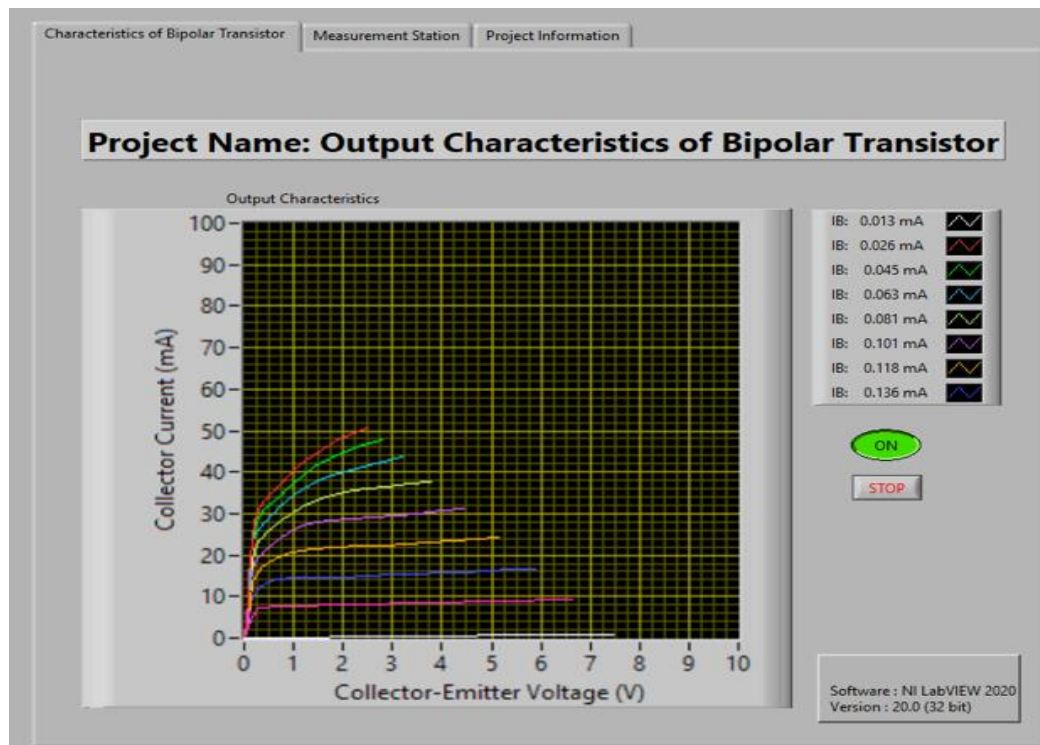 Characteristics of Bipolar Transistor Measurement Station Project Information
Project Name: Output Characteristics of Bipolar Transistor
Output Characteristics
100
90
80
70
60
50
40
30
20
10
0
Collector Current (mA)
0 1 2 3 4 5 6 7 8 9 10
Collector-Emitter Voltage (V)
IB: 0.013 mA
IB: 0.026 mA
IB: 0.045 mA
IB: 0.063 mA
IB: 0.081 mA
IB: 0.101 mA
IB: 0.118 mA
IB: 0.136 mA
ON
STOP
Software : NI LabVIEW 2020
Version : 20.0 (32 bit)